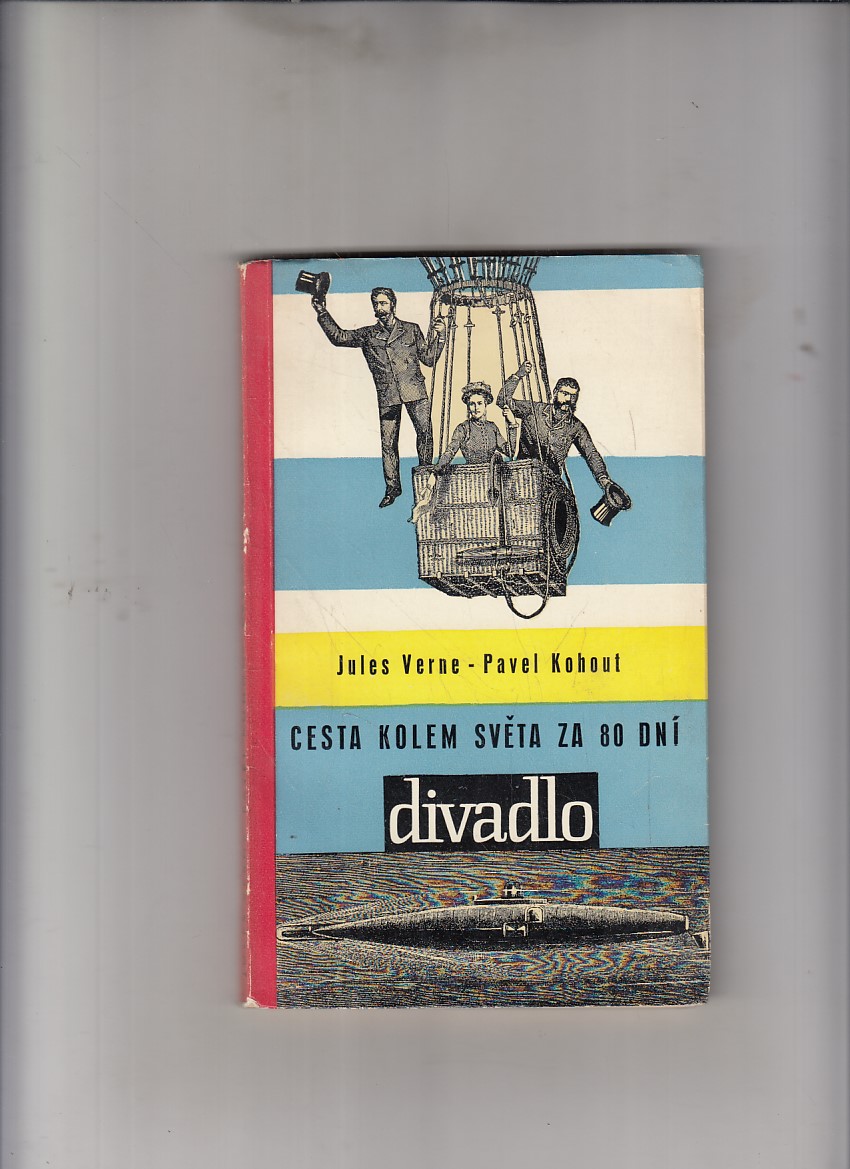 Jules Verne - Pavel Kohout
CESTA KOLEM SVĚTA ZA 80 DNÍ
divadlo